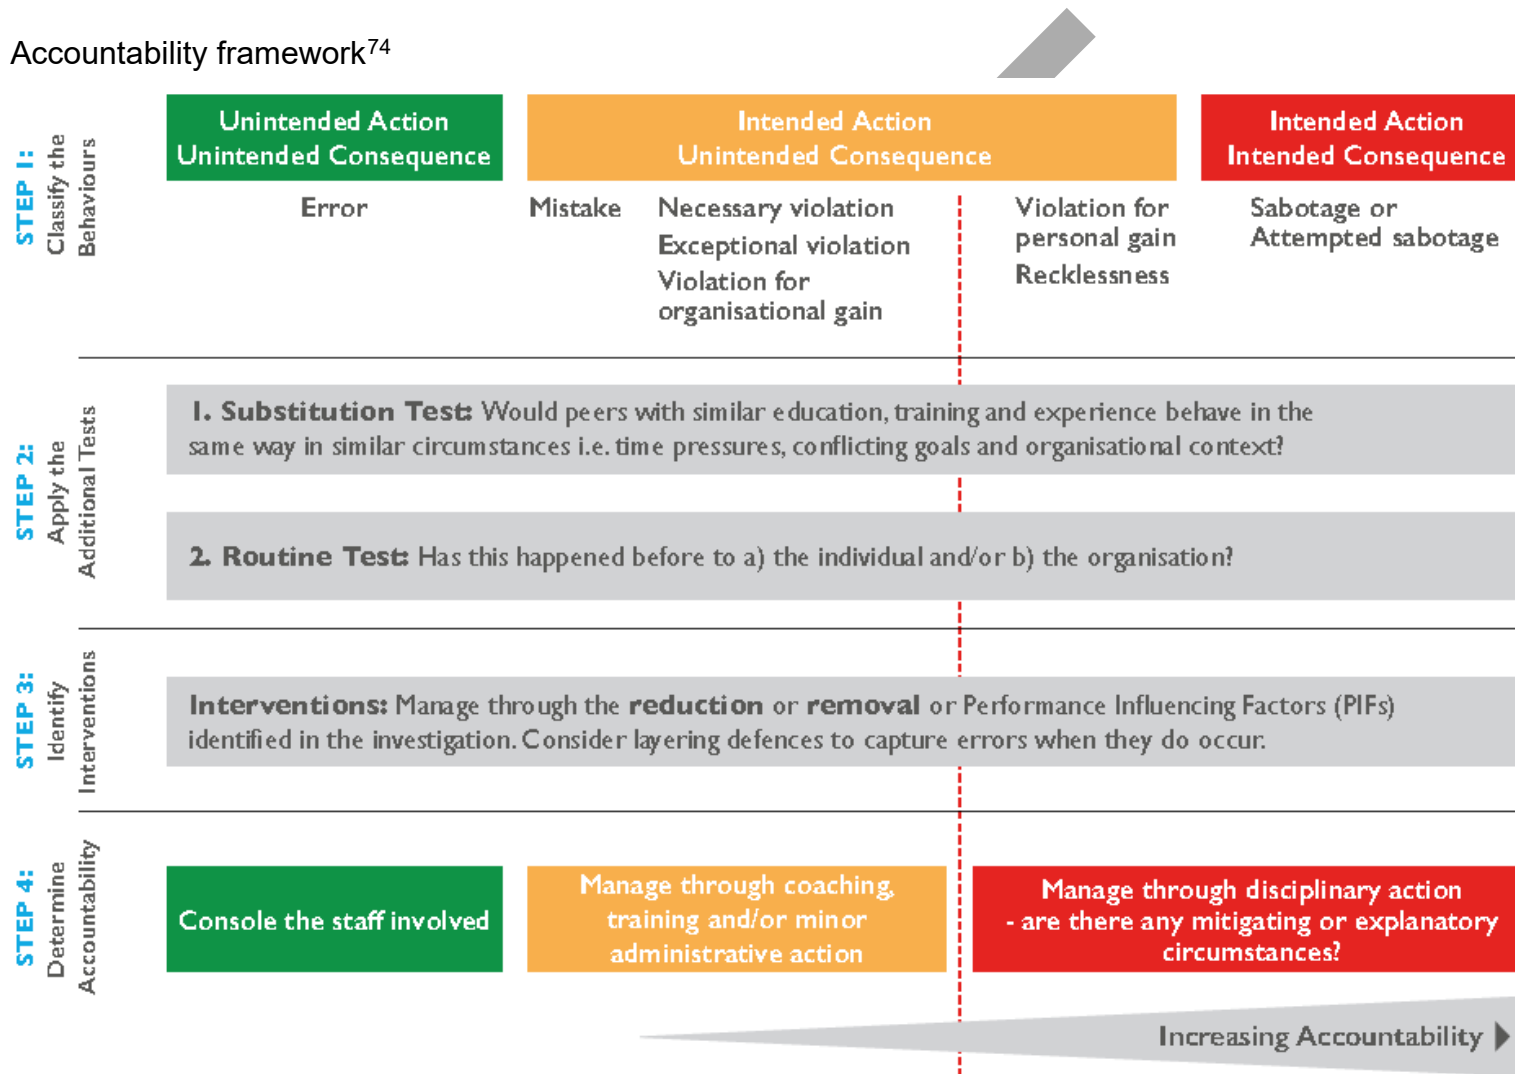 Accountability framework74
STEP 1:
Classify the
Behaviours
Unintended Action
Unintended Consequence
Intended Action
Unintended Consequence
Intended Action
Intended Consequence
Error
Mistake
Necessary violation
Exceptional violation
Violation for
organisational gain
Violation for
personal gain
Recklessness
Sabotage or
Attempted sabotage
STEP 2:
Apply the
Additional Tests
1. Substitution Test: Would peers with similar education, training and experience behave in the
same way in similar circumstances i.e. time pressures, conflicting goals and organisational context?
2. Routine Test: Has this happened before to a) the individual and/or b) the organisation?
STEP 3:
Identify
Interventions
Interventions: Manage through the reduction or removal or Performance Influencing Factors (PIFs)
identified in the investigation. Consider layering defences to capture errors when they do occur.
STEP 4:
Determine
Accountability
Console the staff involved
Manage through coaching,
training and/or minor
administrative action
Manage through disciplinary action
- are there any mitigating or explanatory
circumstances?
Increasing Accountability